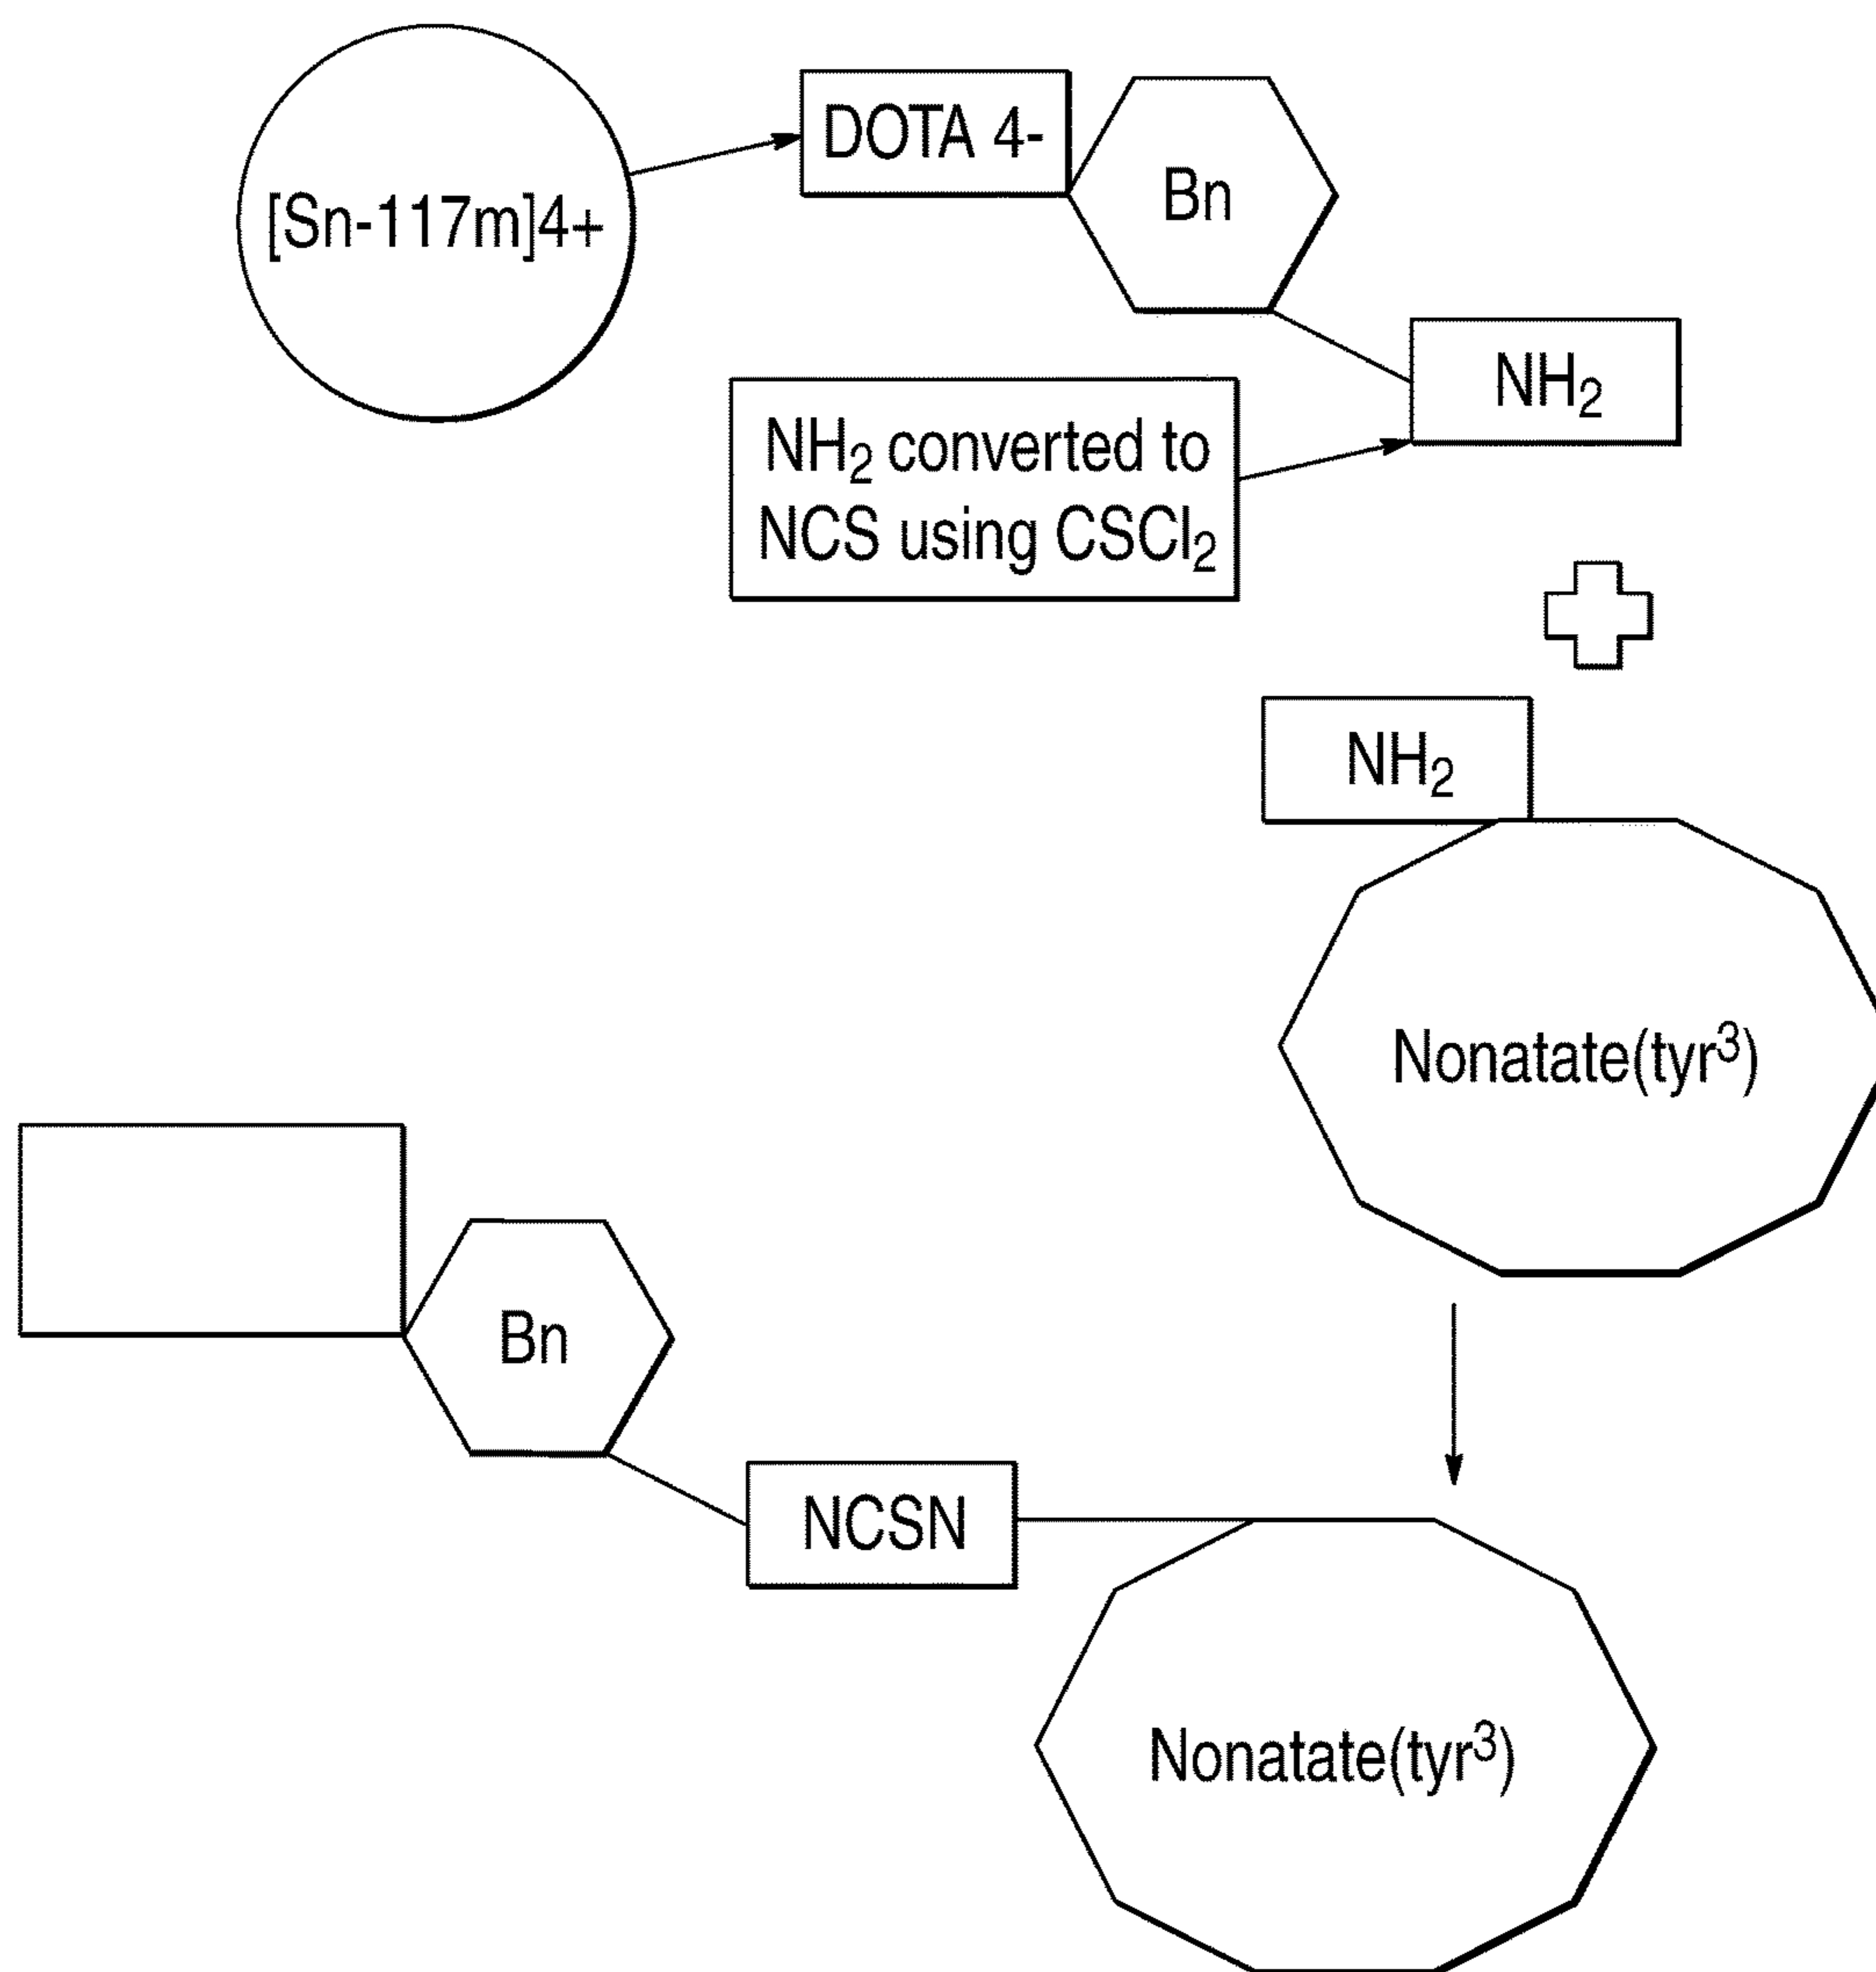 [Sn-117m]4+
DOTA 4-
Bn
NH₂
NH₂ converted to
NCS using CSCl₂
NH₂
Nonatate(tyr³)
Bn
NCSN
Nonatate(tyr³)